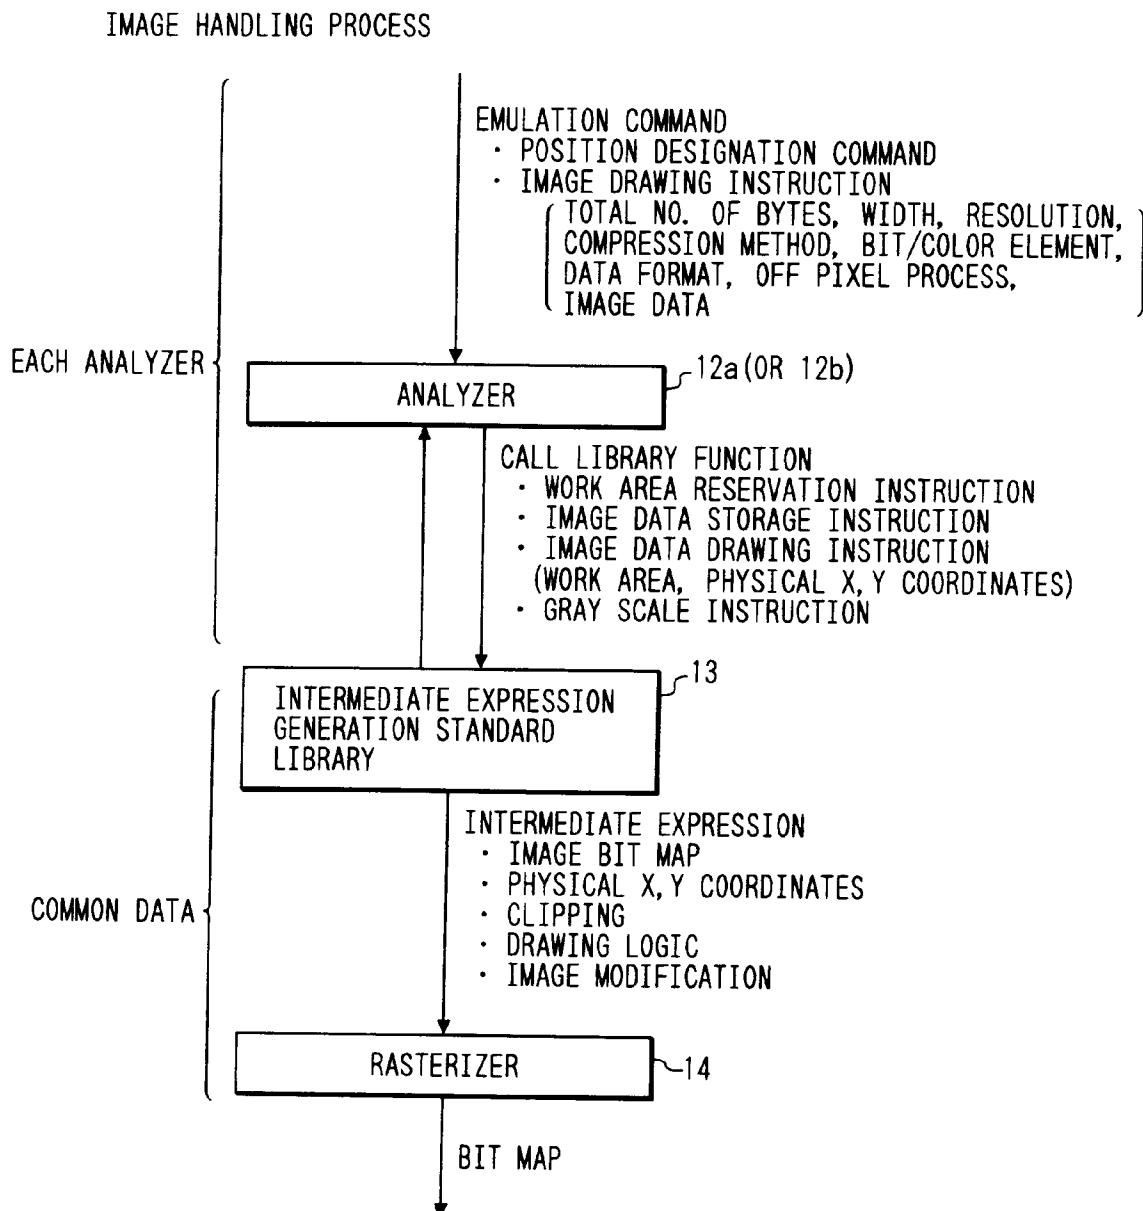 IMAGE HANDLING PROCESS
EMULATION COMMAND
· POSITION DESIGNATION COMMAND
· IMAGE DRAWING INSTRUCTION
TOTAL NO. OF BYTES, WIDTH, RESOLUTION,
COMPRESSION METHOD, BIT/COLOR ELEMENT,
DATA FORMAT, OFF PIXEL PROCESS,
IMAGE DATA
EACH ANALYZER
ANALYZER
12a(OR 12b)
CALL LIBRARY FUNCTION
· WORK AREA RESERVATION INSTRUCTION
· IMAGE DATA STORAGE INSTRUCTION
· IMAGE DATA DRAWING INSTRUCTION
(WORK AREA, PHYSICAL X,Y COORDINATES)
· GRAY SCALE INSTRUCTION
13
INTERMEDIATE EXPRESSION
GENERATION STANDARD
LIBRARY
INTERMEDIATE EXPRESSION
· IMAGE BIT MAP
· PHYSICAL X,Y COORDINATES
· CLIPPING
· DRAWING LOGIC
· IMAGE MODIFICATION
COMMON DATA
RASTERIZER
14
BIT MAP